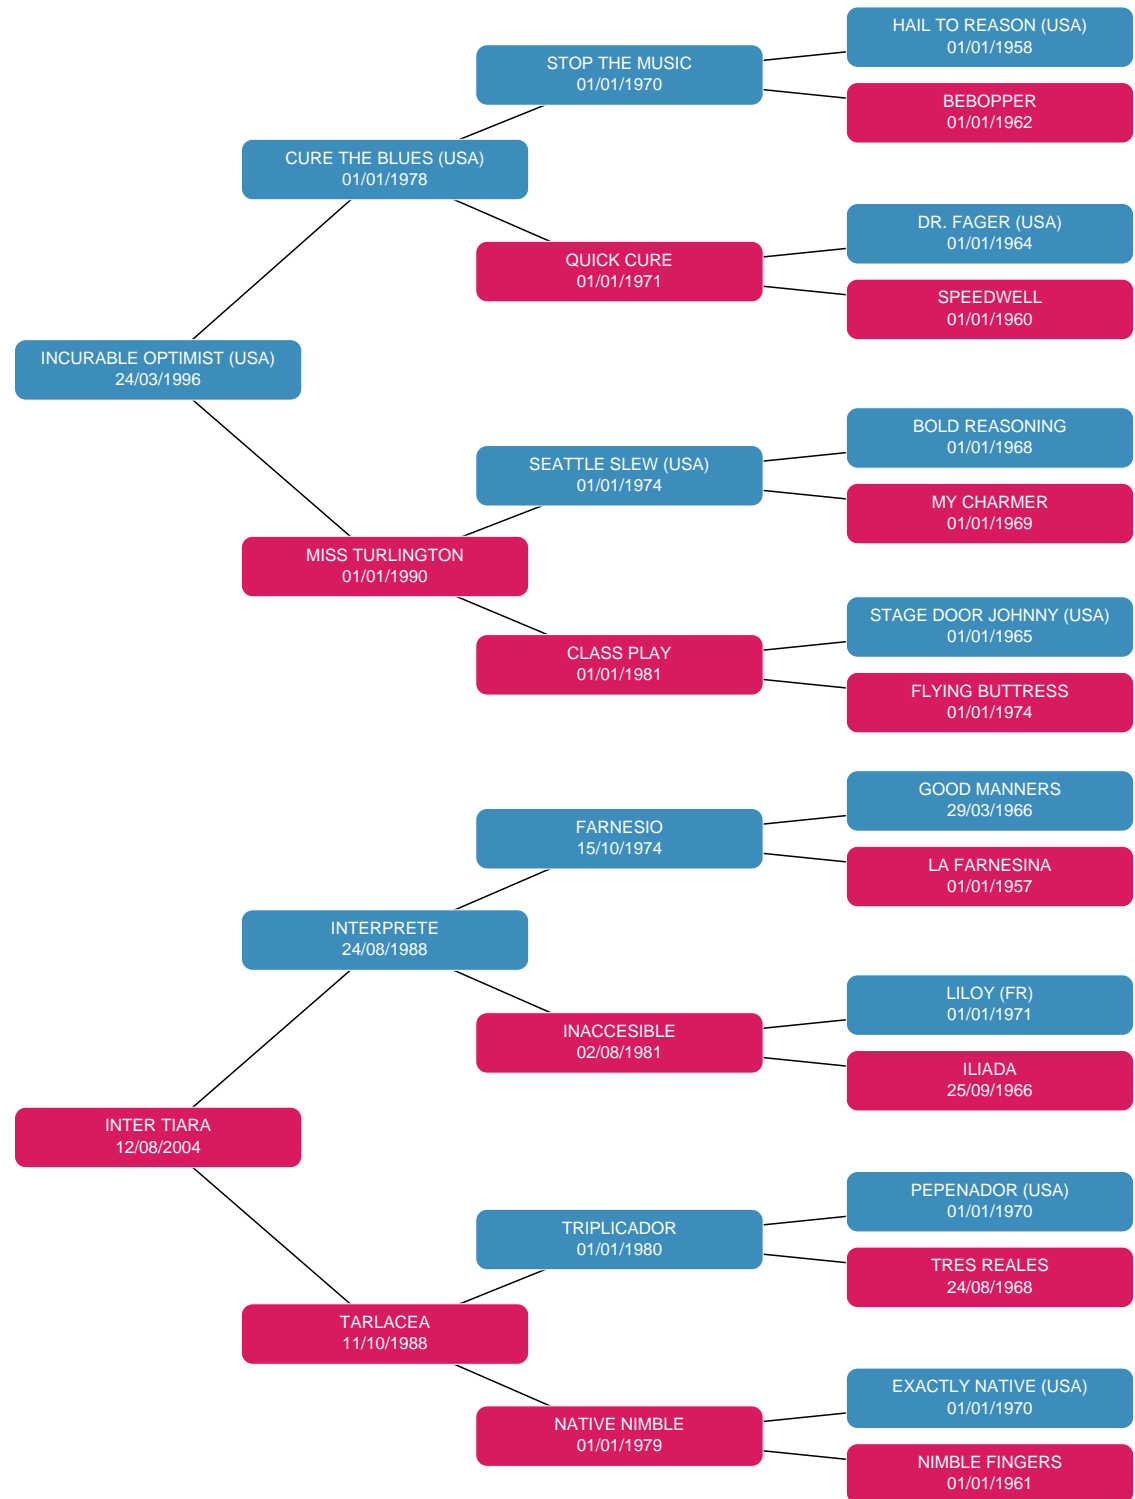 HAIL TO REASON (USA)
01/01/1958
STOP THE MUSIC
01/01/1970
BEBOPPER
01/01/1962
CURE THE BLUES (USA)
01/01/1978
DR. FAGER (USA)
01/01/1964
QUICK CURE
01/01/1971
SPEEDWELL
01/01/1960
INCURABLE OPTIMIST (USA)
24/03/1996
BOLD REASONING
01/01/1968
SEATTLE SLEW (USA)
01/01/1974
MY CHARMER
01/01/1969
MISS TURLINGTON
01/01/1990
STAGE DOOR JOHNNY (USA)
01/01/1965
CLASS PLAY
01/01/1981
FLYING BUTTRESS
01/01/1974
GOOD MANNERS
29/03/1966
FARNESIO
15/10/1974
LA FARNESINA
01/01/1957
INTERPRETE
24/08/1988
LILOY (FR)
01/01/1971
INACCESIBLE
02/08/1981
ILIADA
25/09/1966
INTER TIARA
12/08/2004
PEPENADOR (USA)
01/01/1970
TRIPLICADOR
01/01/1980
TRES REALES
24/08/1968
TARLACEA
11/10/1988
EXACTLY NATIVE (USA)
01/01/1970
NATIVE NIMBLE
01/01/1979
NIMBLE FINGERS
01/01/1961